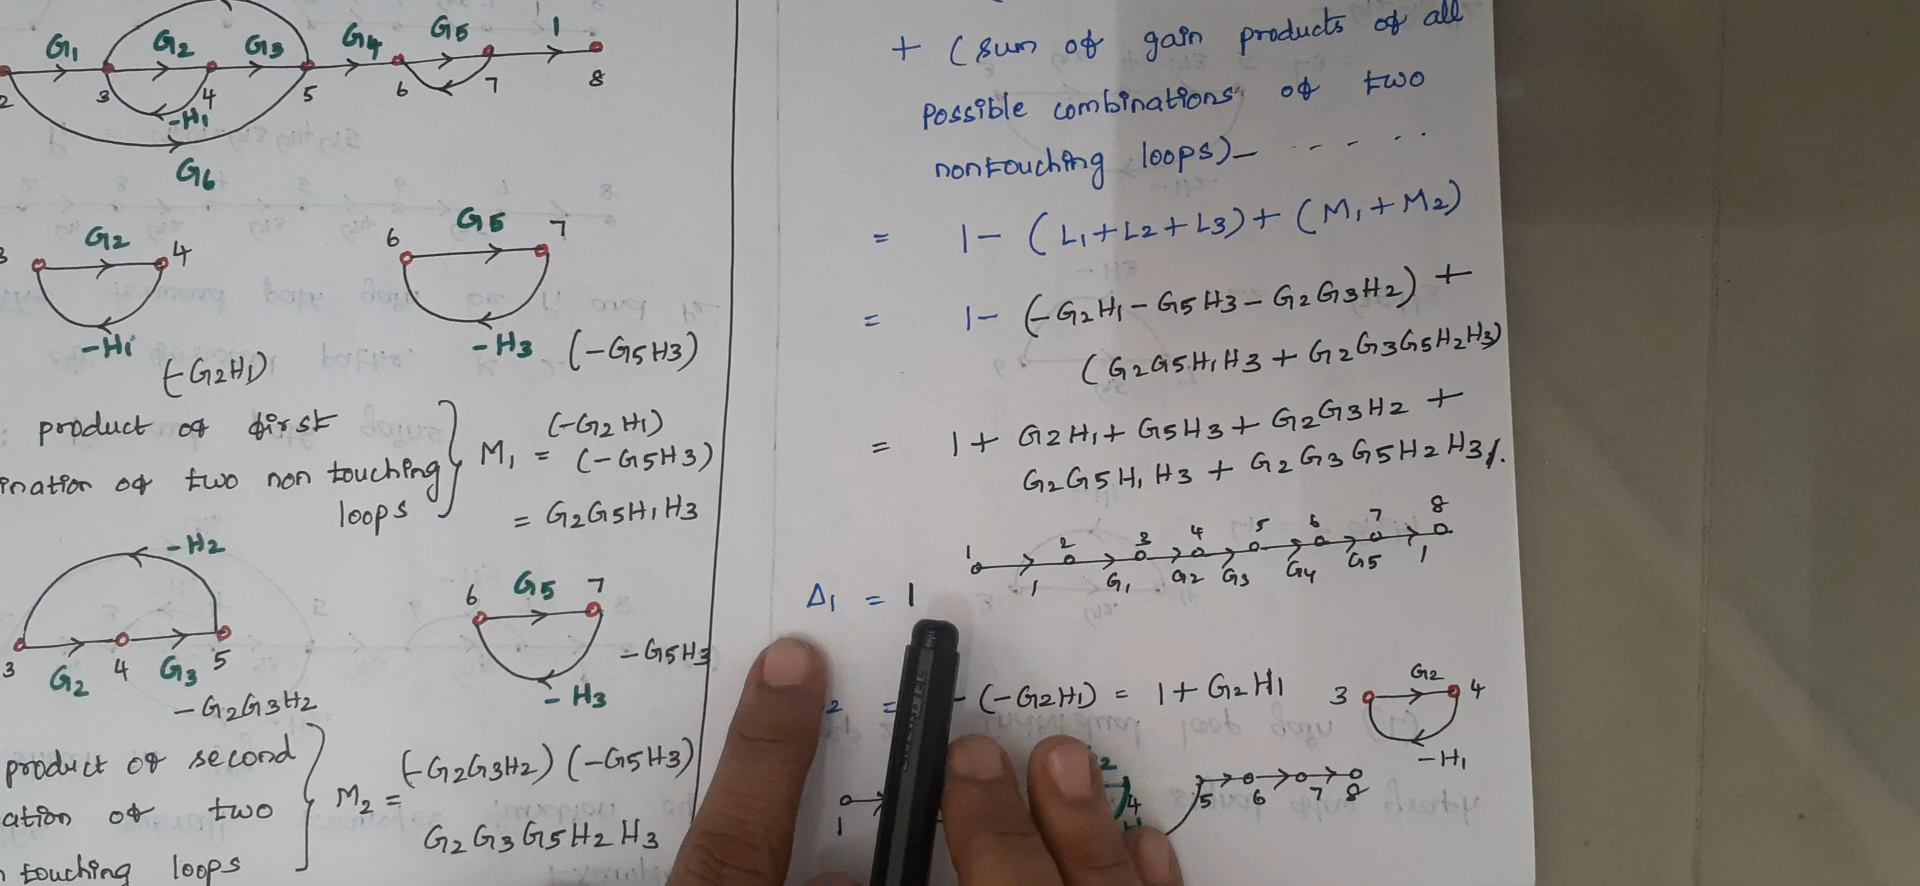 G1 G2 G3 G4 G5 1
2 3 4 5 6 7 8
-H1
G6
3 G2 4
-H1
(-G2H1)
6 G5 7
-H3 (-G5H3)
product of first
ination of two non touching
loops
M1 = (-G2H1)
(-G5H3)
= G2G5H1H3
-H2
3 G2 4 G3 5
-G2G3H2
6 G5 7
-G5H3
-H3
product of second
ation of two
touching loops
M2 = (-G2G3H2) (-G5H3)
G2G3G5H2H3
+ (sum of gain products of all
possible combinations of two
nontouching loops) - - - - . .
= 1 - (L1+L2+L3) + (M1+M2)
= 1 - (-G2H1 - G5H3 - G2G3H2) +
(G2G5H1H3 + G2G3G5H2H3)
= 1 + G2H1 + G5H3 + G2G3H2 +
G2G5H1H3 + G2G3G5H2H3 /.
1 2 3 4 5 6 7 8
1 G1 G2 G3 G4 G5 1
Δ1 = 1
2 = - (-G2H1) = 1 + G2H1
3 G2 4
-H1
1 2 4 5 6 7 8
H